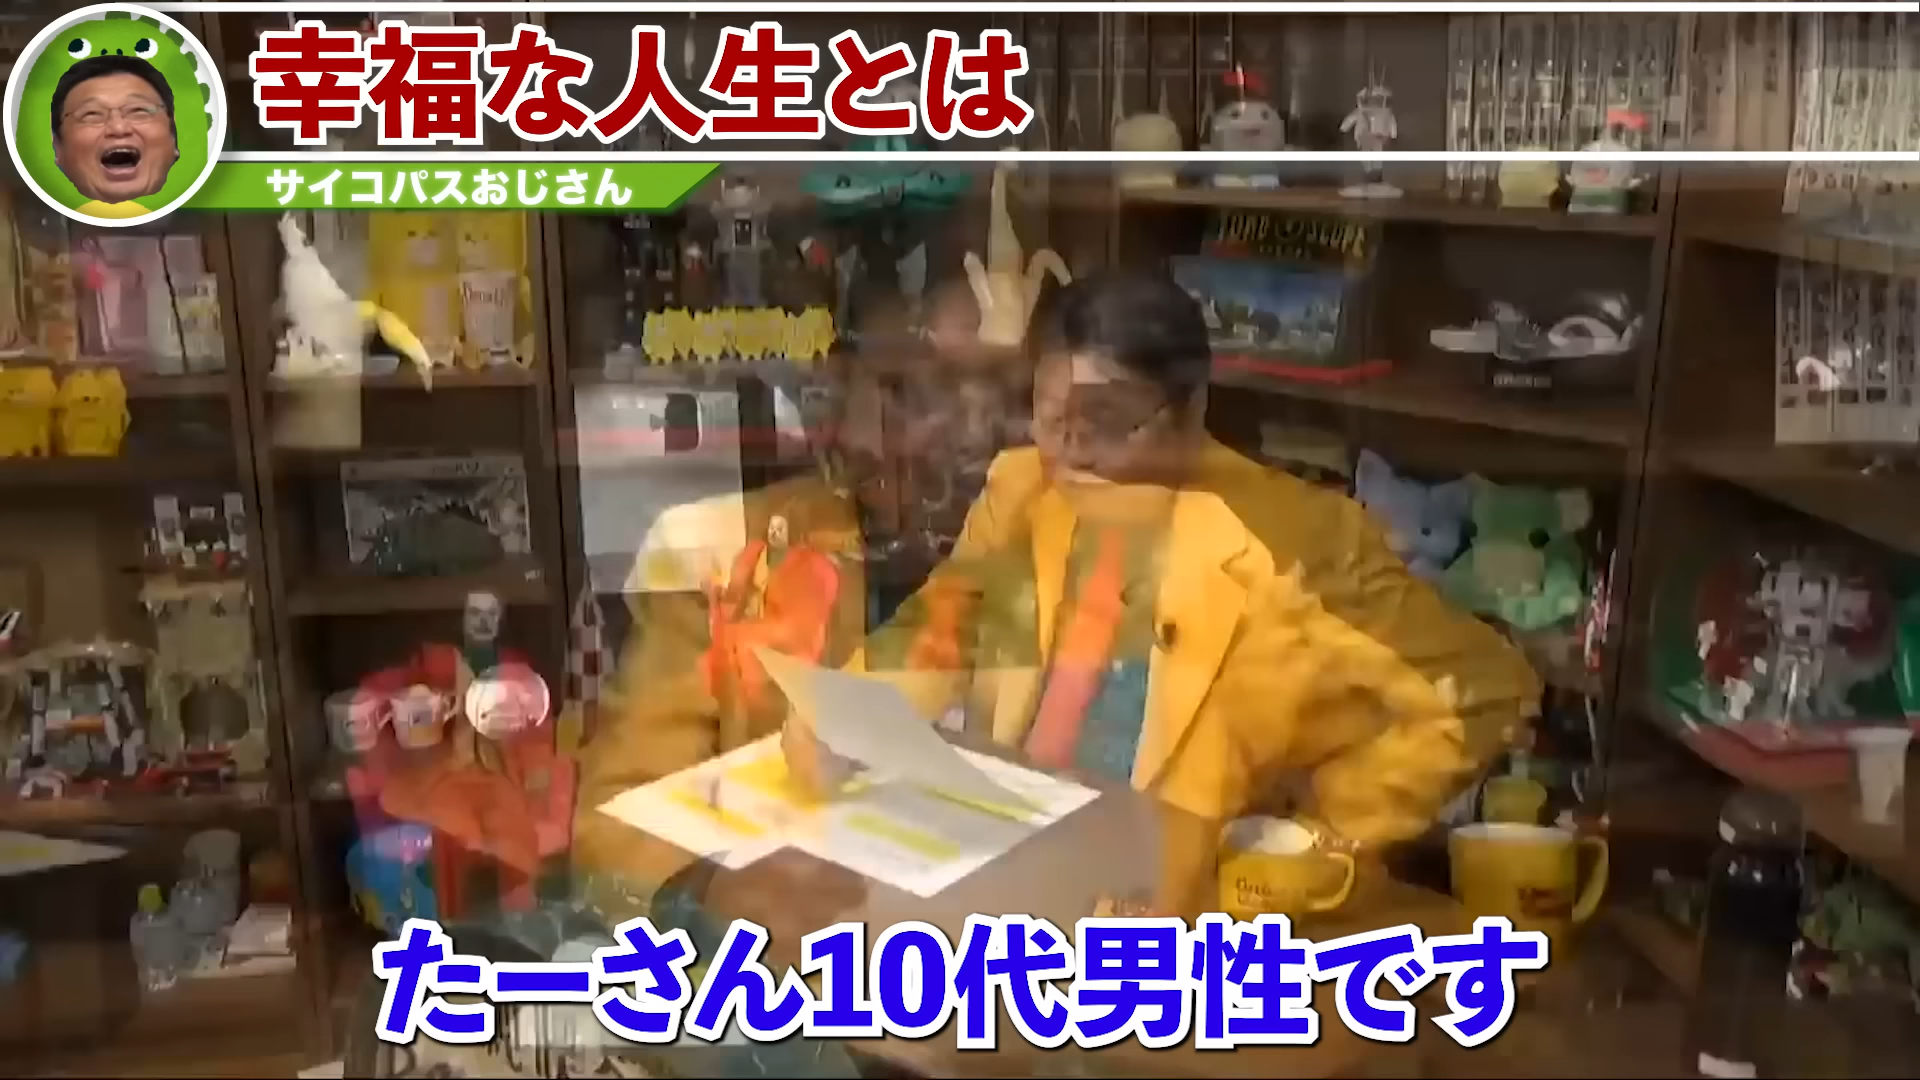 幸福な人生とは
サイコパスおじさん
たーさん10代男性です